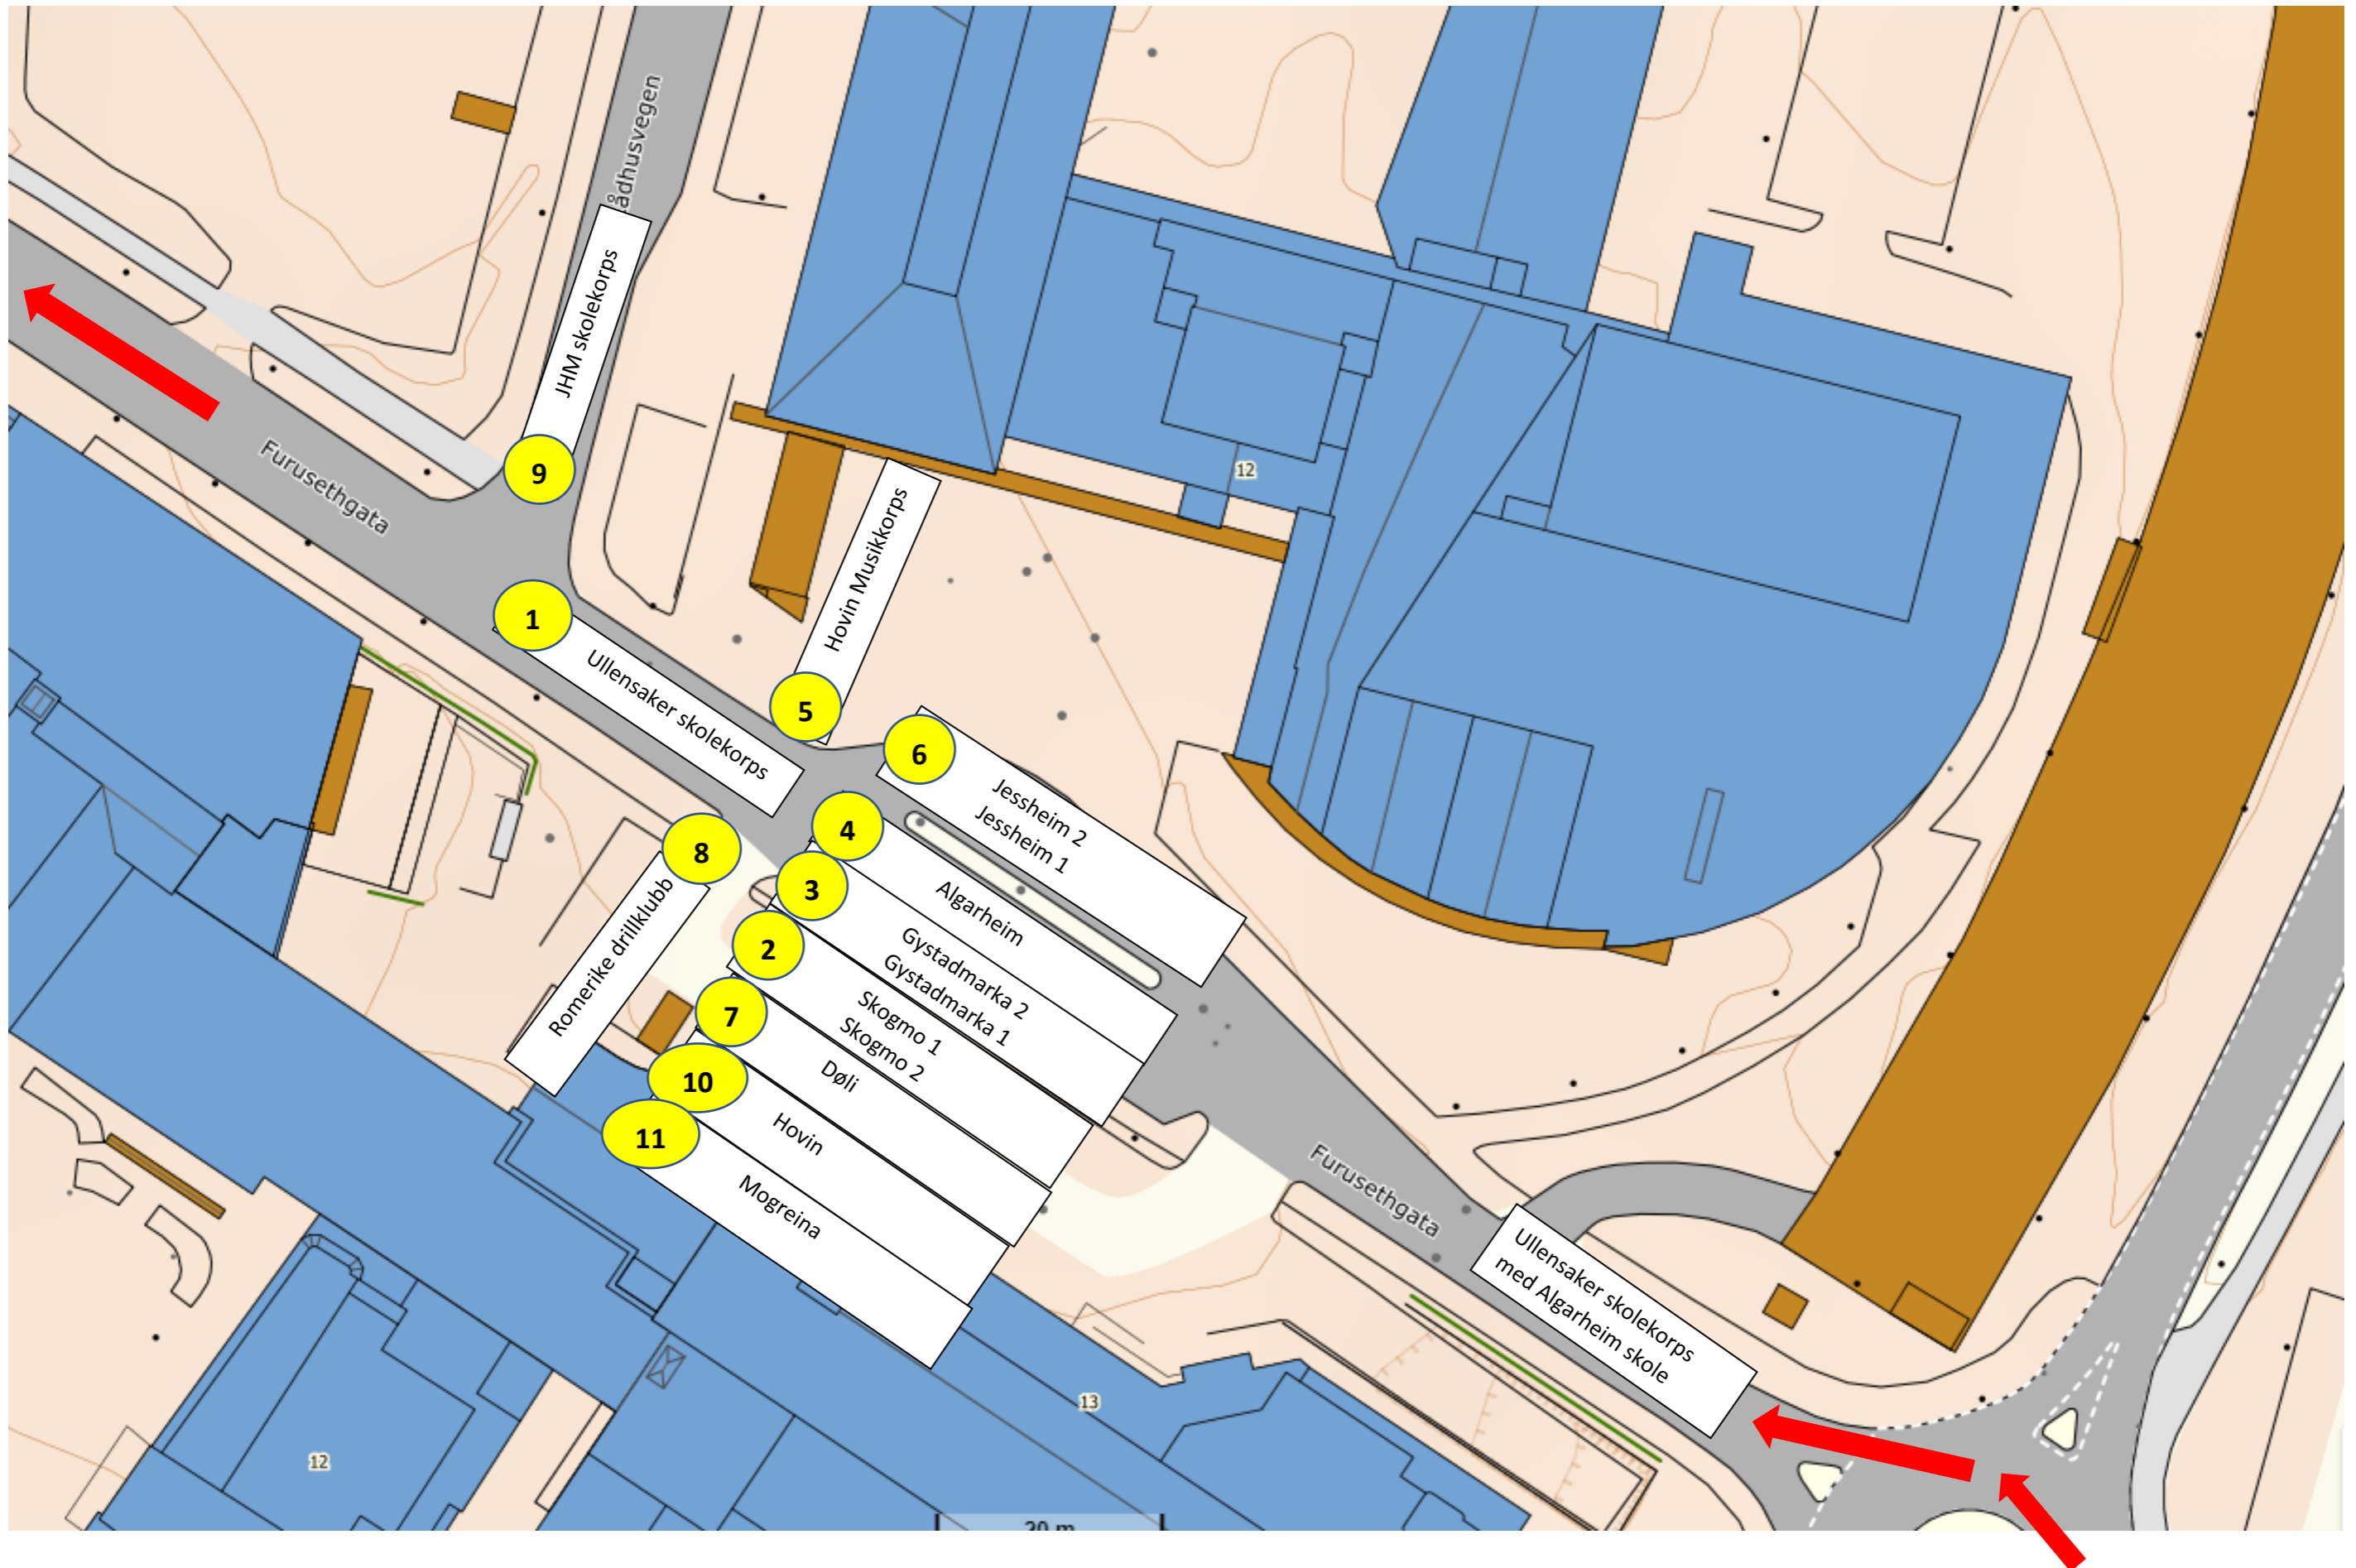 ådhusvegen
JHM skolekorps
9
12
Furusethgata
Hovin Musikkorps
1
Ullensaker skolekorps
5
6
Jessheim 2
Jessheim 1
4
Algarheim
8
Romerike drillklubb
3
Gystadmarka 2
Gystadmarka 1
2
Skogmo 1
Skogmo 2
7
Døli
10
Hovin
11
Mogreina
Furusethgata
Ullensaker skolekorps
med Algarheim skole
13
12
20 m